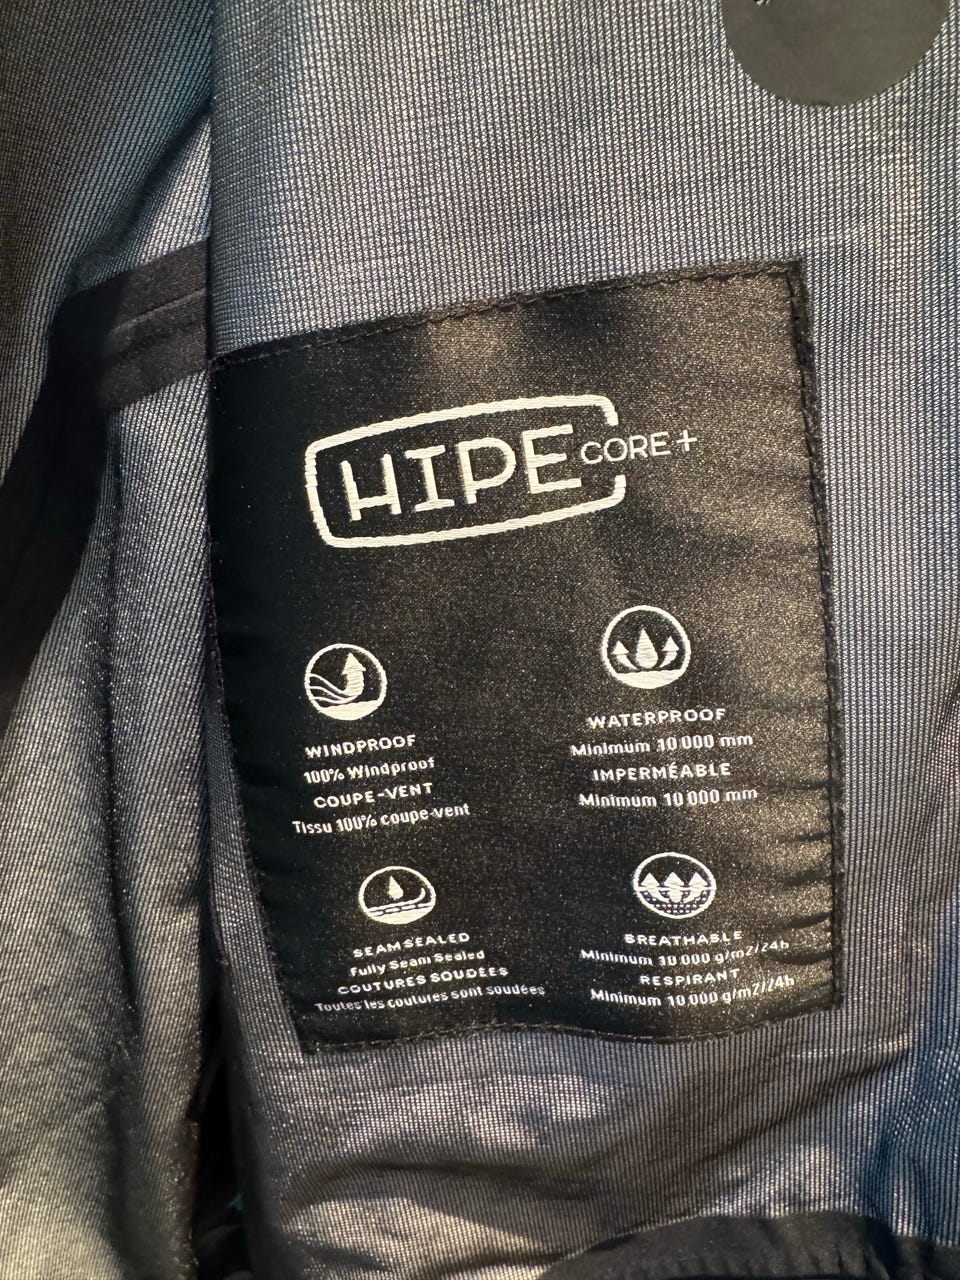 HIPE CORE+
WINDPROOF
100% Windproof
COUPE-VENT
Tissu 100% coupe-vent
WATERPROOF
Minimum 10 000 mm
IMPERMÉABLE
Minimum 10 000 mm
SEAM SEALED
Fully Seam Sealed
COUTURES SOUDÉES
Toutes les coutures sont soudées
BREATHABLE
Minimum 10 000 g/m2/24h
RESPIRANT
Minimum 10 000 g/m2/24h